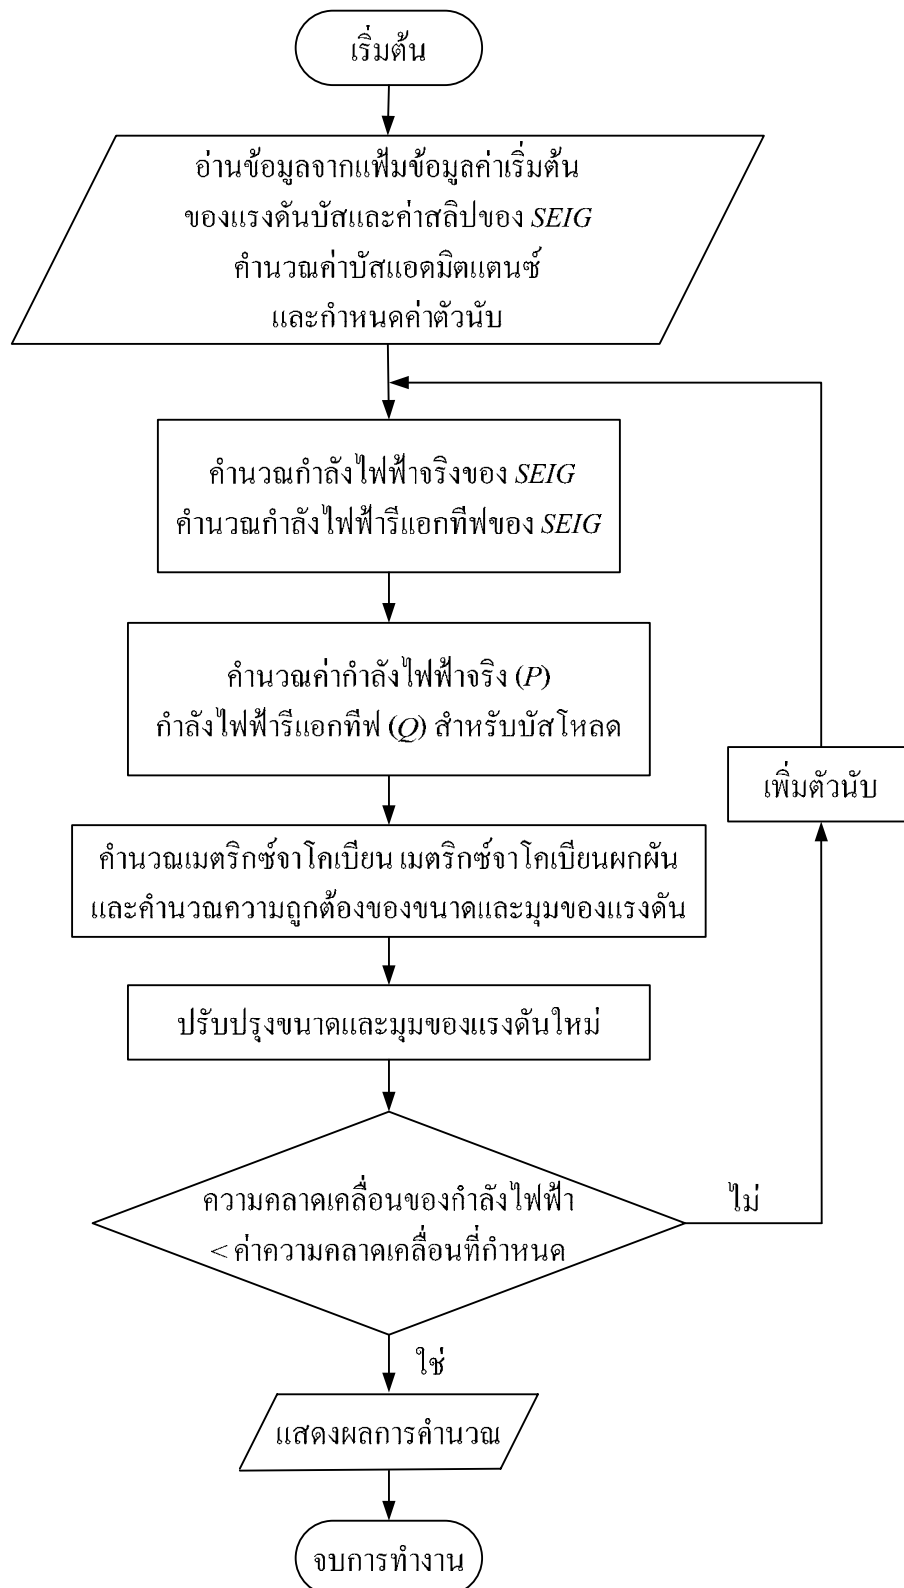 เริ่มต้น
อ่านข้อมูลจากแฟ้มข้อมูลค่าเริ่มต้น
ของแรงดันบัสและค่าสลิปของ SEIG
คำนวณค่าบัสแอดมิตแตนซ์
และกำหนดค่าตัวนับ
คำนวณกำลังไฟฟ้าจริงของ SEIG
คำนวณกำลังไฟฟ้ารีแอกทีฟของ SEIG
คำนวณค่ากำลังไฟฟ้าจริง (P)
กำลังไฟฟ้ารีแอกทีฟ (Q) สำหรับบัสโหลด
เพิ่มตัวนับ
คำนวณเมตริกซ์จาโคเบียน เมตริกซ์จาโคเบียนผกผัน
และคำนวณความถูกต้องของขนาดและมุมของแรงดัน
ปรับปรุงขนาดและมุมของแรงดันใหม่
ความคลาดเคลื่อนของกำลังไฟฟ้า
< ค่าความคลาดเคลื่อนที่กำหนด
ไม่
ใช่
แสดงผลการคำนวณ
จบการทำงาน